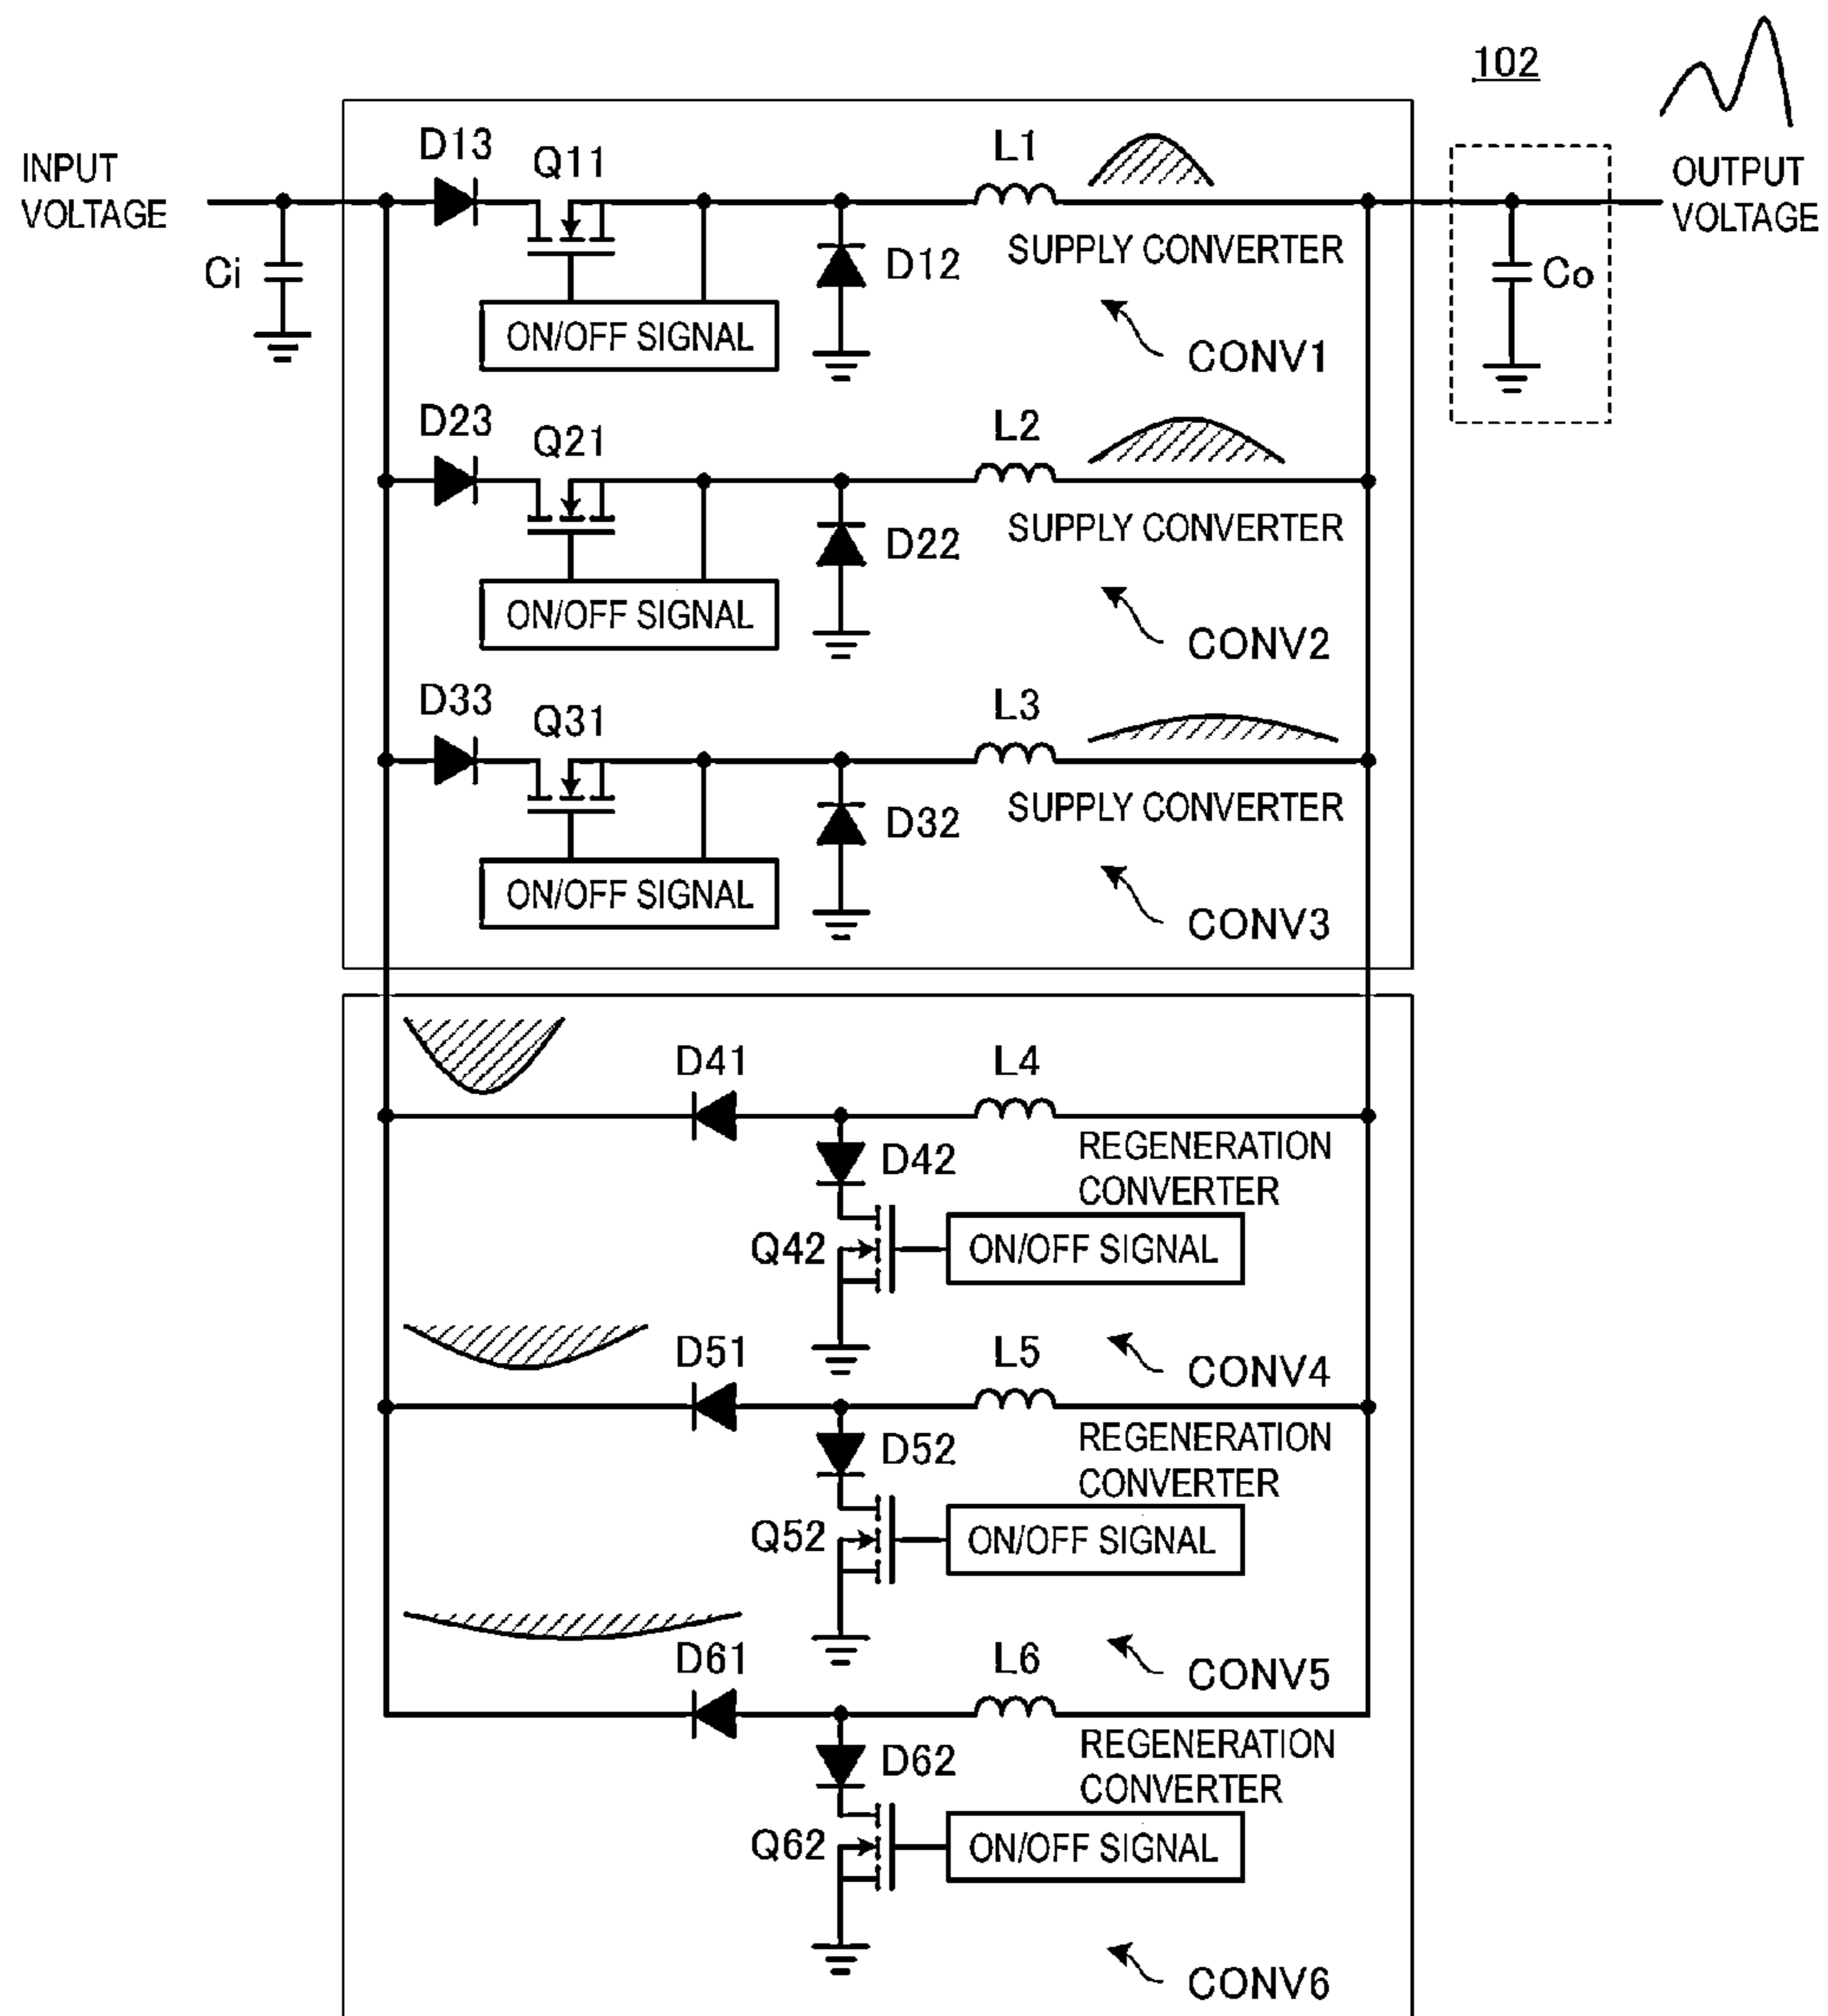 102
INPUT
VOLTAGE
D13
Q11
L1
OUTPUT
VOLTAGE
Ci
D12
SUPPLY CONVERTER
Co
ON/OFF SIGNAL
CONV1
D23
Q21
L2
D22
SUPPLY CONVERTER
ON/OFF SIGNAL
CONV2
D33
Q31
L3
D32
SUPPLY CONVERTER
ON/OFF SIGNAL
CONV3
D41
L4
D42
REGENERATION
CONVERTER
Q42
ON/OFF SIGNAL
CONV4
D51
L5
D52
REGENERATION
CONVERTER
Q52
ON/OFF SIGNAL
CONV5
D61
L6
D62
REGENERATION
CONVERTER
Q62
ON/OFF SIGNAL
CONV6